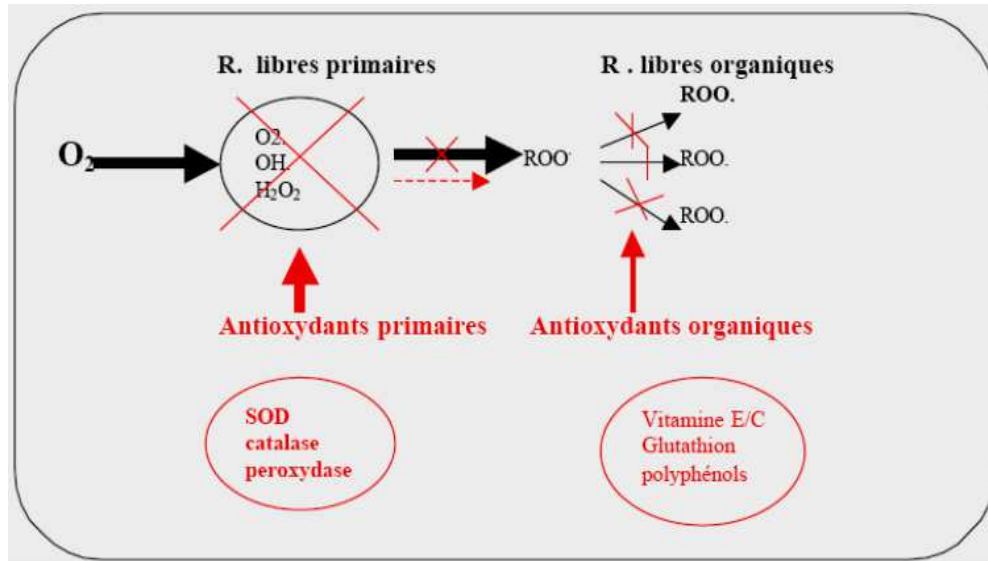 R. libres primaires
R . libres organiques
O₂
O2.
OH.
H₂O₂
ROO·
ROO.
ROO.
ROO.
Antioxydants primaires
Antioxydants organiques
SOD
catalase
peroxydase
Vitamine E/C
Glutathion
polyphénols